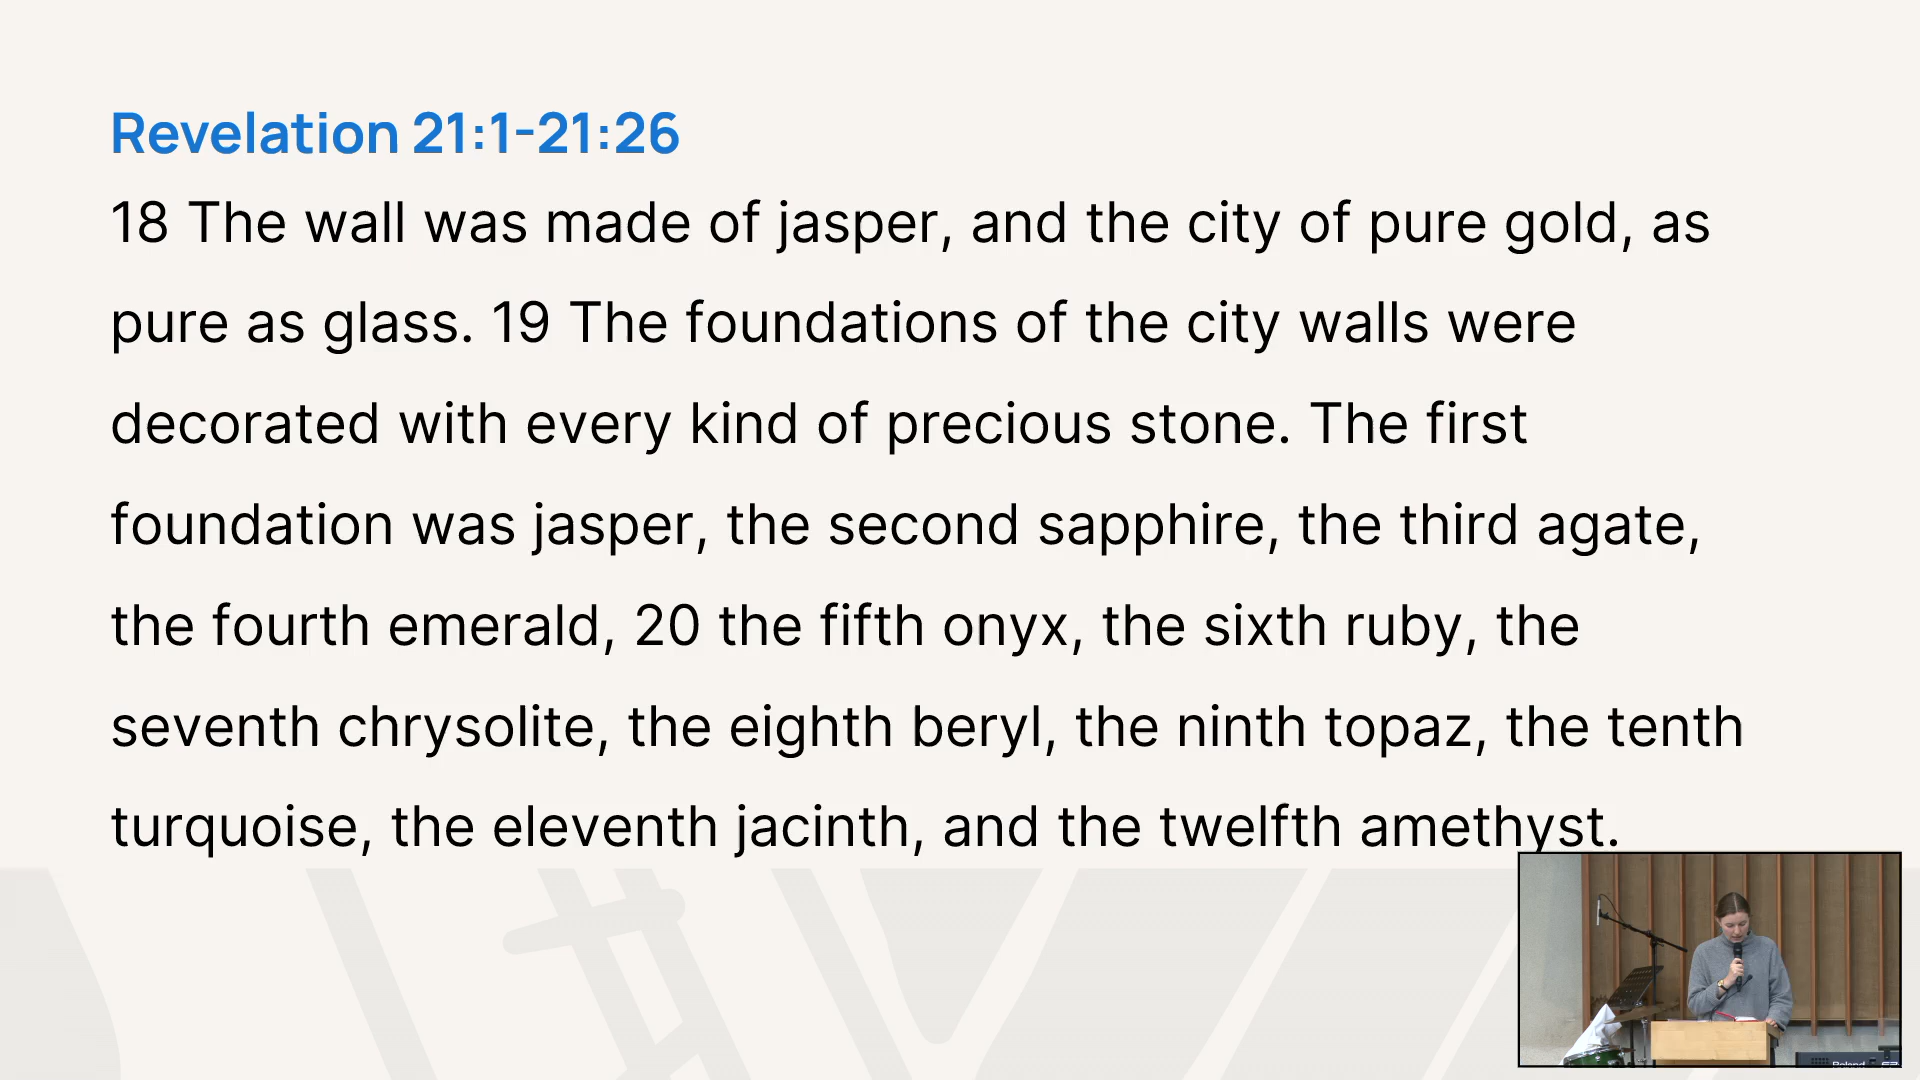 Revelation 21:1-21:26
18 The wall was made of jasper, and the city of pure gold, as
pure as glass. 19 The foundations of the city walls were
decorated with every kind of precious stone. The first
foundation was jasper, the second sapphire, the third agate,
the fourth emerald, 20 the fifth onyx, the sixth ruby, the
seventh chrysolite, the eighth beryl, the ninth topaz, the tenth
turquoise, the eleventh jacinth, and the twelfth amethyst.
Roland